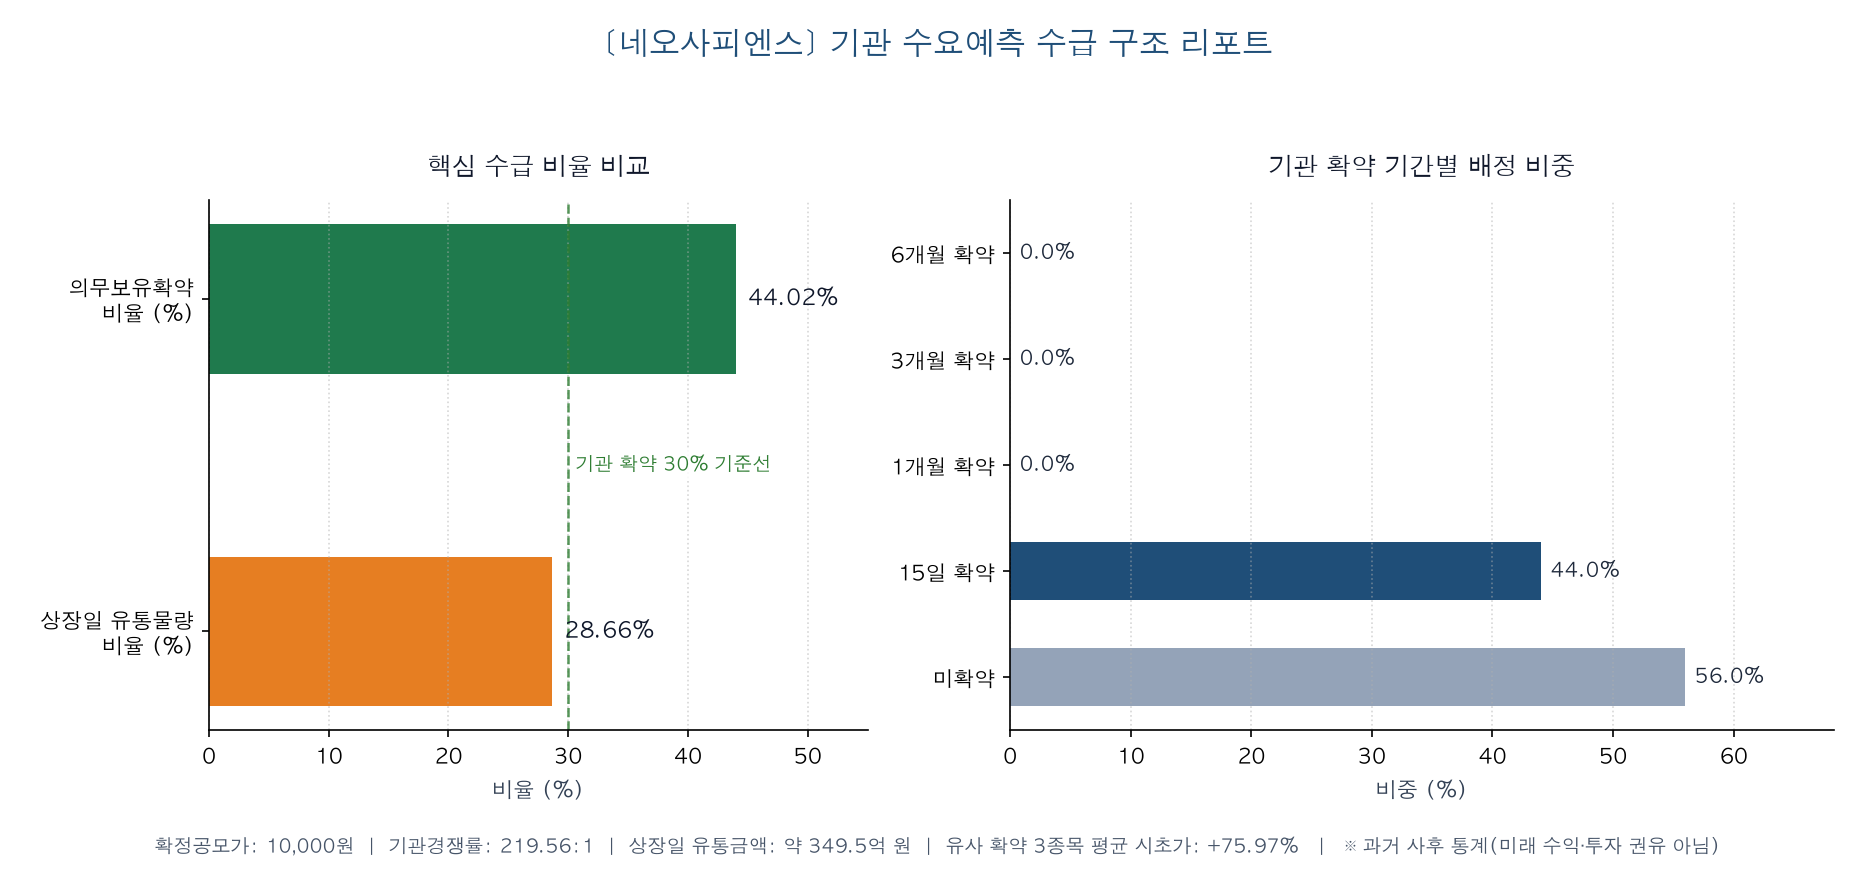 [네오사피엔스] 기관 수요예측 수급 구조 리포트
핵심 수급 비율 비교
의무보유확약
비율 (%)
44.02%
기관 확약 30% 기준선
상장일 유통물량
비율 (%)
28.66%
0 10 20 30 40 50
비율 (%)
기관 확약 기간별 배정 비중
6개월 확약 0.0%
3개월 확약 0.0%
1개월 확약 0.0%
15일 확약 44.0%
미확약 56.0%
0 10 20 30 40 50 60
비중 (%)
확정공모가: 10,000원 | 기관경쟁률: 219.56:1 | 상장일 유통금액: 약 349.5억 원 | 유사 확약 3종목 평균 시초가: +75.97% | ※ 과거 사후 통계(미래 수익·투자 권유 아님)